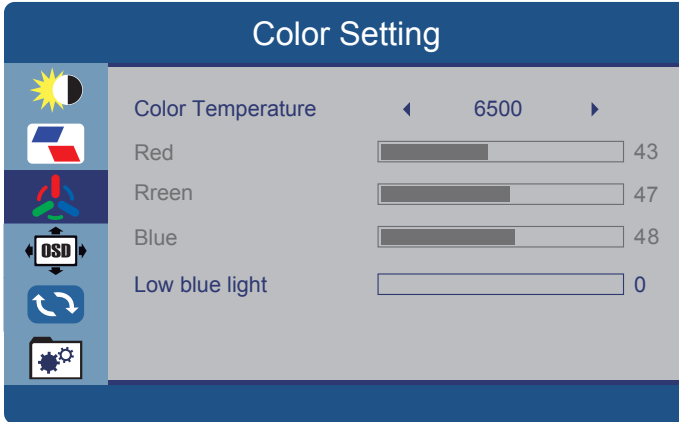 Color Setting
Color Temperature 6500
Red 43
Rreen 47
Blue 48
OSD
Low blue light 0